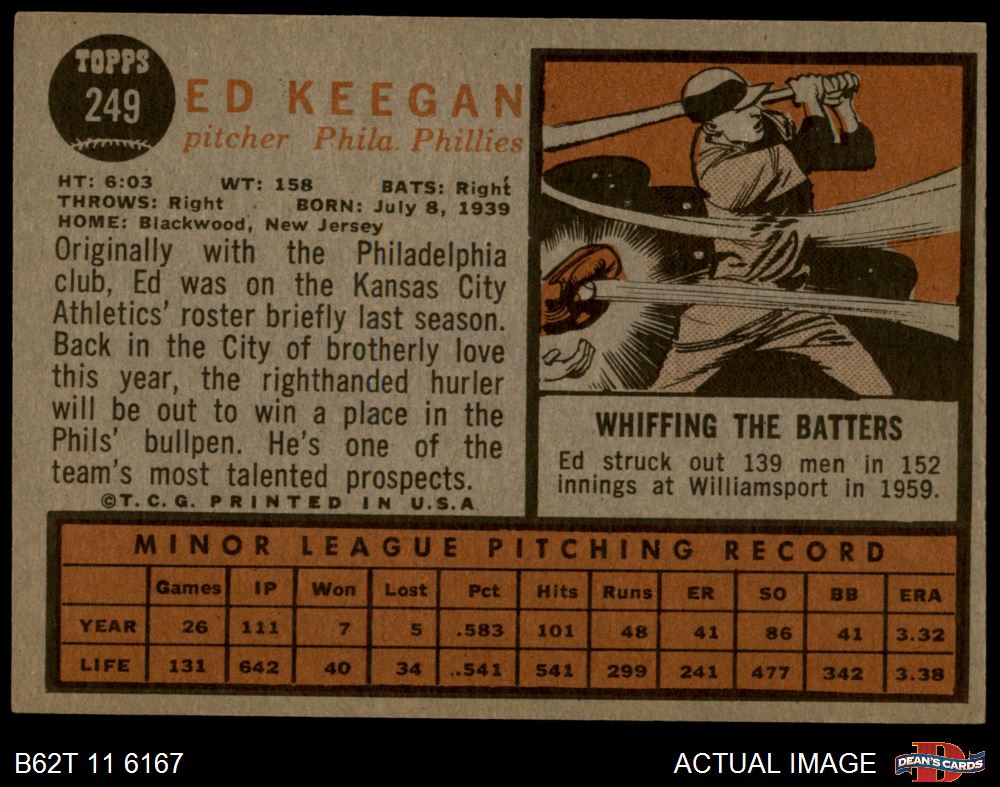 TOPPS
249
ED KEEGAN
pitcher Phila. Phillies
HT: 6:03 WT: 158 BATS: Right
THROWS: Right BORN: July 8, 1939
HOME: Blackwood, New Jersey
Originally with the Philadelphia
club, Ed was on the Kansas City
Athletics' roster briefly last season.
Back in the City of brotherly love
this year, the righthanded hurler
will be out to win a place in the
Phils' bullpen. He's one of the
team's most talented prospects.
©T.C.G. PRINTED IN U.S.A.
WHIFFING THE BATTERS
Ed struck out 139 men in 152
innings at Williamsport in 1959.
MINOR LEAGUE PITCHING RECORD
Games IP Won Lost Pct Hits Runs ER SO BB ERA
YEAR 26 111 7 5 .583 101 48 41 86 41 3.32
LIFE 131 642 40 34 ..541 541 299 241 477 342 3.38
B62T 11 6167 ACTUAL IMAGE DEAN'S CARDS